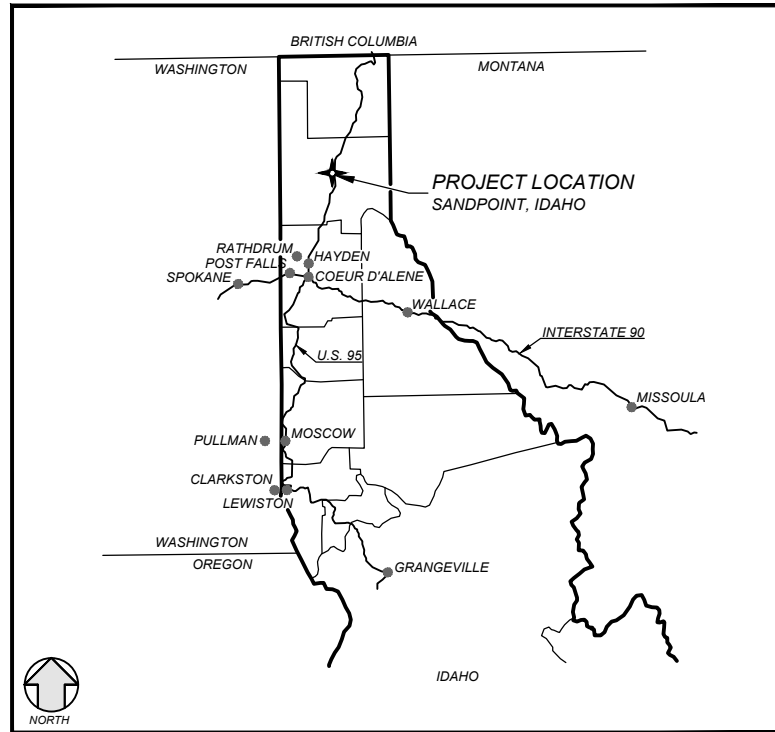 BRITISH COLUMBIA
WASHINGTON
MONTANA
PROJECT LOCATION
SANDPOINT, IDAHO
RATHDRUM
HAYDEN
POST FALLS
SPOKANE
COEUR D'ALENE
WALLACE
INTERSTATE 90
U.S. 95
MISSOULA
PULLMAN
MOSCOW
CLARKSTON
LEWISTON
WASHINGTON
OREGON
GRANGEVILLE
IDAHO
NORTH